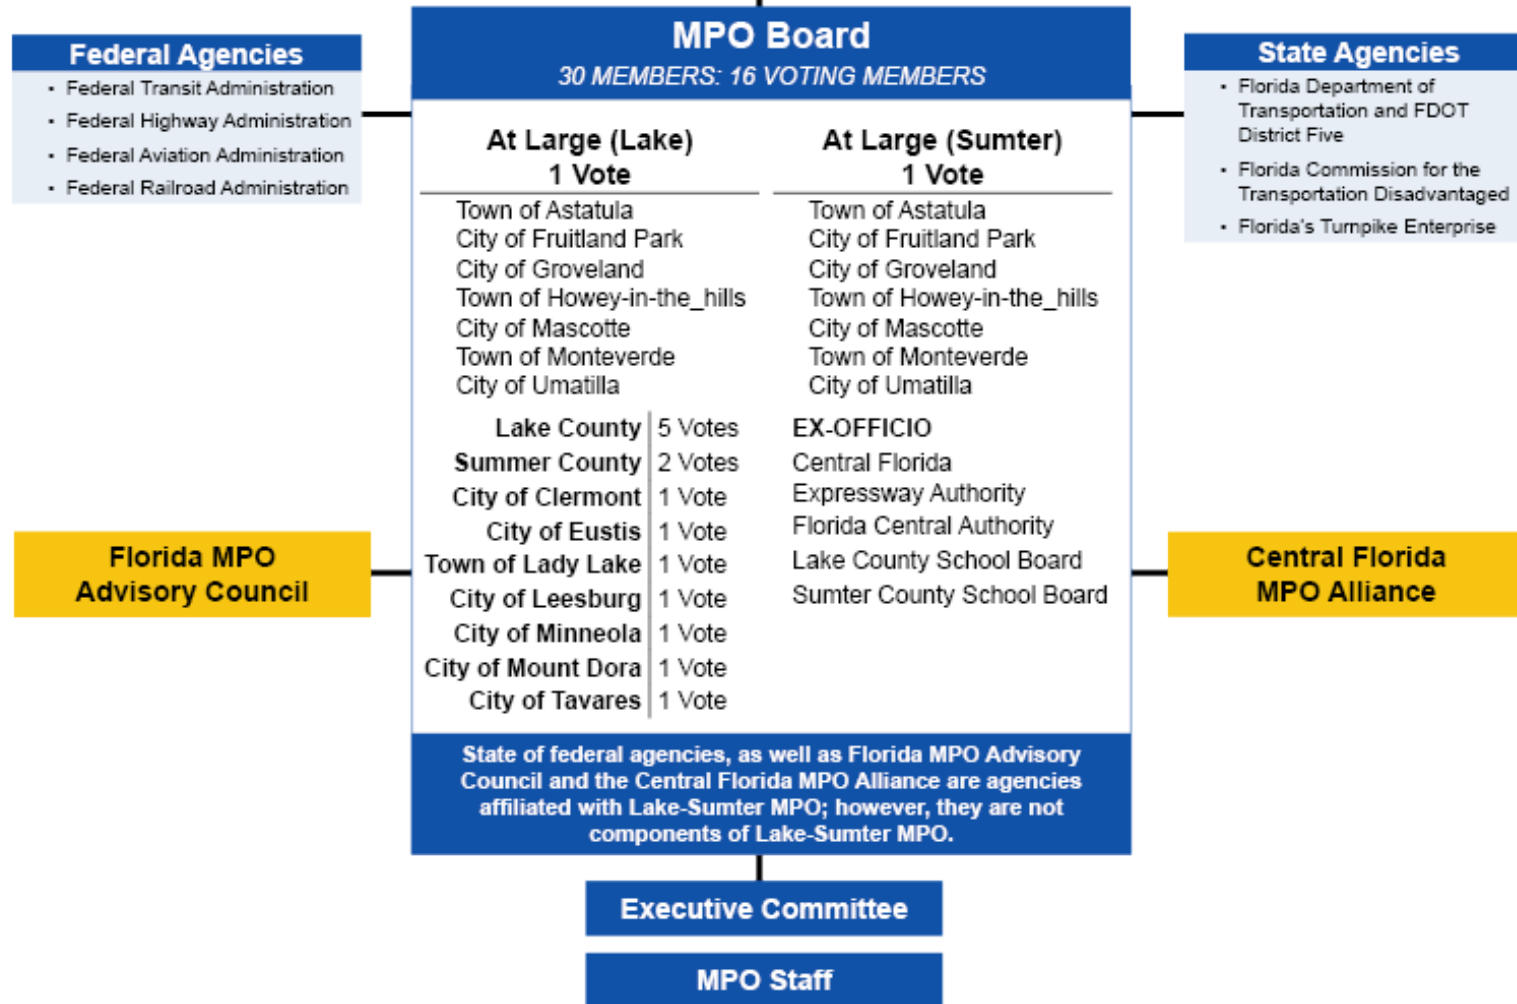 MPO Board
30 MEMBERS: 16 VOTING MEMBERS
Federal Agencies
• Federal Transit Administration
• Federal Highway Administration
• Federal Aviation Administration
• Federal Railroad Administration
State Agencies
• Florida Department of
Transportation and FDOT
District Five
• Florida Commission for the
Transportation Disadvantaged
• Florida's Turnpike Enterprise
At Large (Lake)
1 Vote
Town of Astatula
City of Fruitland Park
City of Groveland
Town of Howey-in-the_hills
City of Mascotte
Town of Monteverde
City of Umatilla
At Large (Sumter)
1 Vote
Town of Astatula
City of Fruitland Park
City of Groveland
Town of Howey-in-the_hills
City of Mascotte
Town of Monteverde
City of Umatilla
Lake County 5 Votes
Summer County 2 Votes
City of Clermont 1 Vote
City of Eustis 1 Vote
Town of Lady Lake 1 Vote
City of Leesburg 1 Vote
City of Minneola 1 Vote
City of Mount Dora 1 Vote
City of Tavares 1 Vote
EX-OFFICIO
Central Florida
Expressway Authority
Florida Central Authority
Lake County School Board
Sumter County School Board
Florida MPO
Advisory Council
Central Florida
MPO Alliance
State of federal agencies, as well as Florida MPO Advisory
Council and the Central Florida MPO Alliance are agencies
affiliated with Lake-Sumter MPO; however, they are not
components of Lake-Sumter MPO.
Executive Committee
MPO Staff